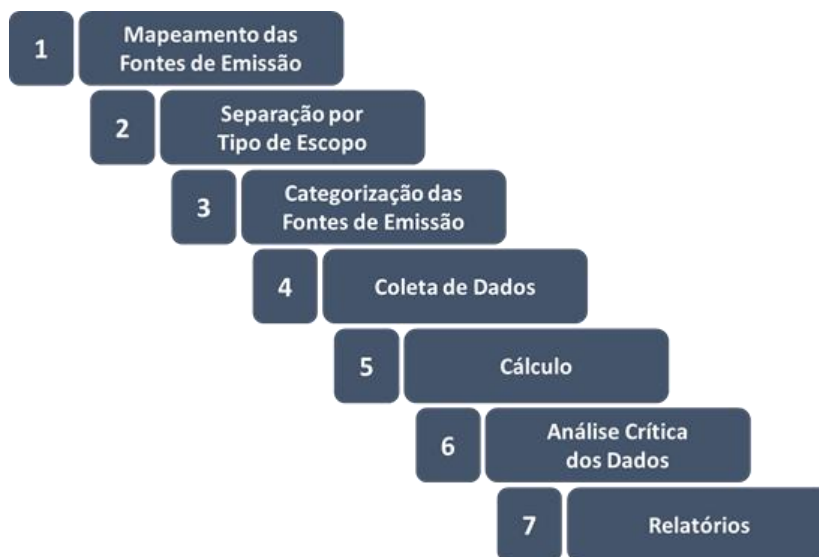 1
Mapeamento das
Fontes de Emissão
2
Separação por
Tipo de Escopo
3
Categorização das
Fontes de Emissão
4
Coleta de Dados
5
Cálculo
6
Análise Crítica
dos Dados
7
Relatórios